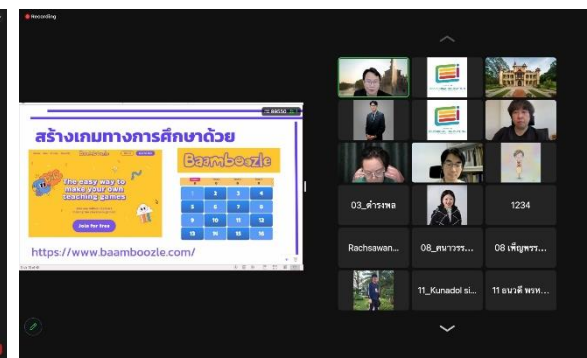 Recording
สร้างเกมทางการศึกษาด้วย
Baamboozle
The easy way to
make your own
teaching games
Join for free
Baamboozle
1 2 3 4
5 6 7 8
9 10 11 12
13 14 15 16
https://www.baamboozle.com/
03_ดำรงพล
1234
Rachsawan...
08_คนาวรร...
08 เพ็ญพรร...
11_Kunadol si...
11 ธนวดี พรห...